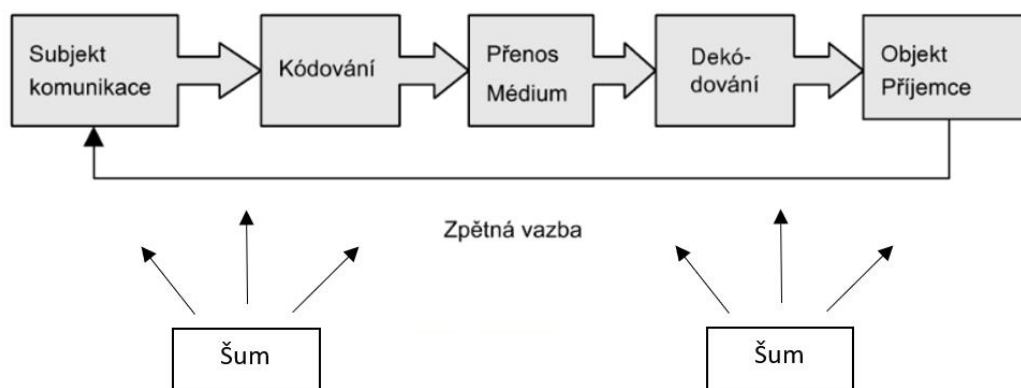 Subjekt
komunikace
Kódování
Přenos
Médium
Dekó-
dování
Objekt
Příjemce
Zpětná vazba
Šum
Šum